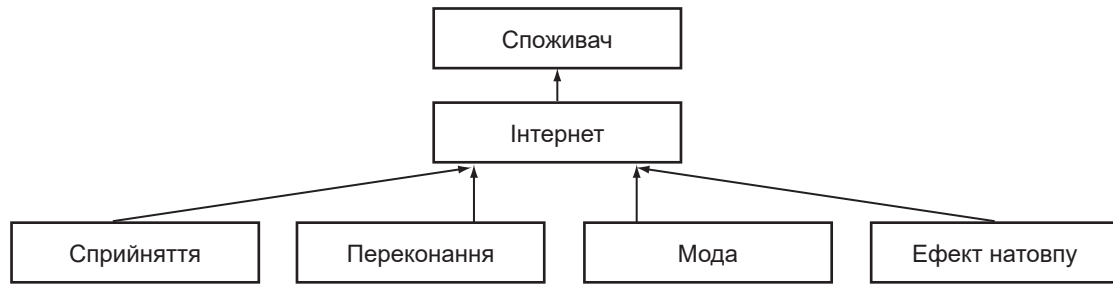 Споживач
Інтернет
Сприйняття
Переконання
Мода
Ефект натовпу